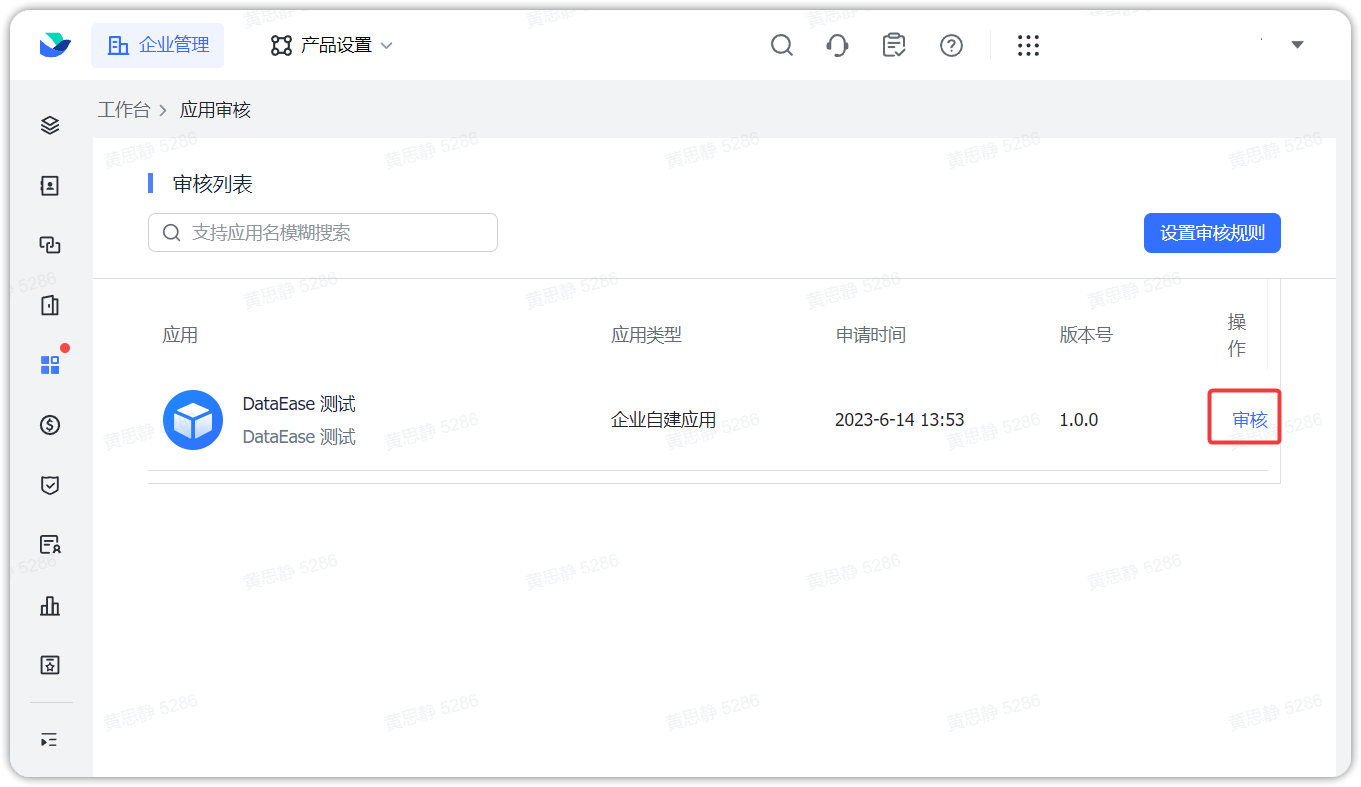 企业管理
产品设置
工作台 > 应用审核
审核列表
支持应用名模糊搜索
设置审核规则
应用 应用类型 申请时间 版本号 操作
DataEase 测试
DataEase 测试
企业自建应用 2023-6-14 13:53 1.0.0 审核
黄思静 5286